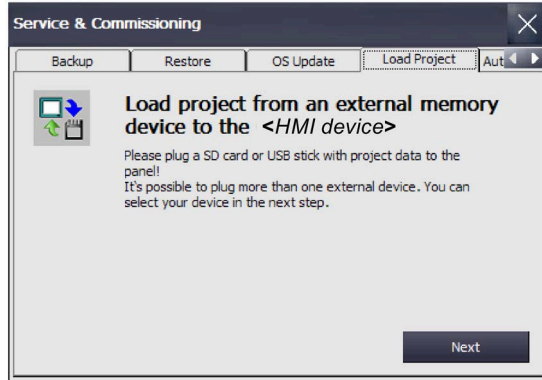 Service & Commissioning
Backup
Restore
OS Update
Load Project
Aut
Load project from an external memory
device to the <HMI device>
Please plug a SD card or USB stick with project data to the
panel!
It's possible to plug more than one external device. You can
select your device in the next step.
Next